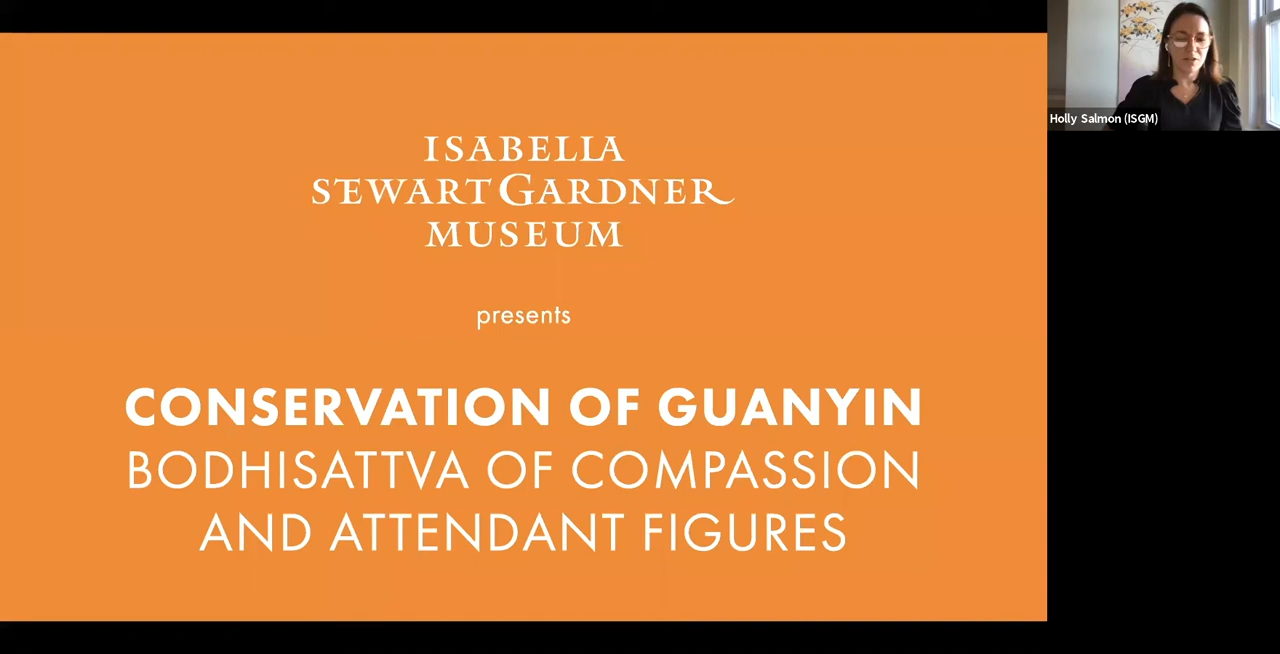 ISABELLA
STEWART GARDNER
MUSEUM
presents
CONSERVATION OF GUANYIN
BODHISATTVA OF COMPASSION
AND ATTENDANT FIGURES
Holly Salmon (ISGM)